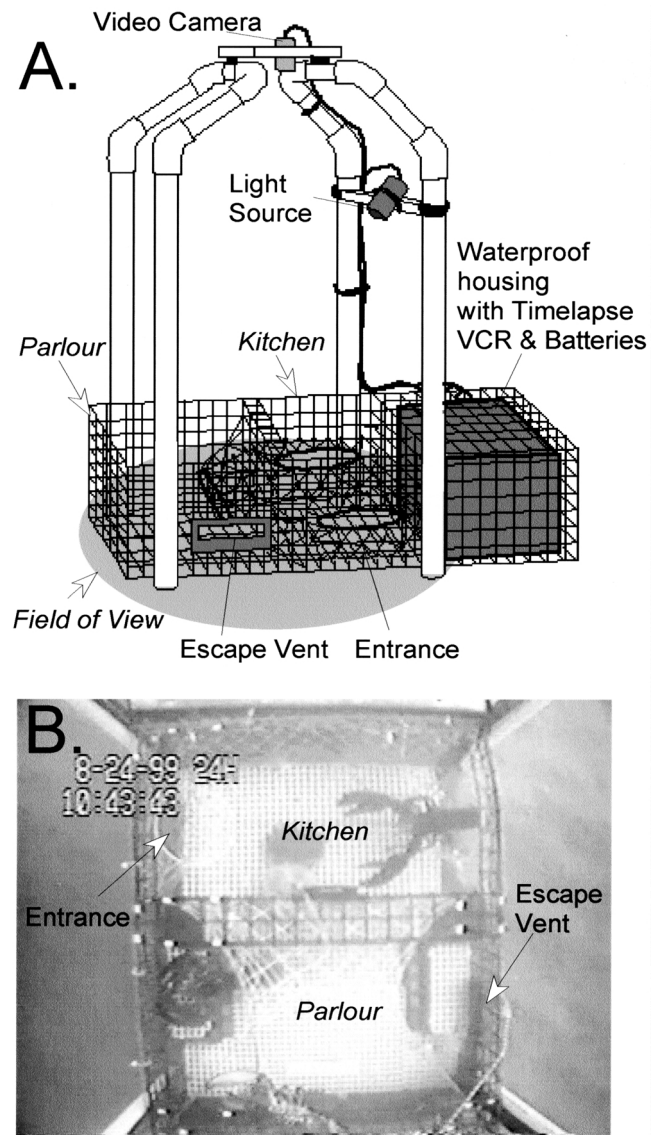 Video Camera
A.
Light
Source
Waterproof
housing
with Timelapse
VCR & Batteries
Parlour
Kitchen
Field of View
Escape Vent
Entrance
B.
8-24-99 24H
10:43:43
Kitchen
Entrance
Escape
Vent
Parlour